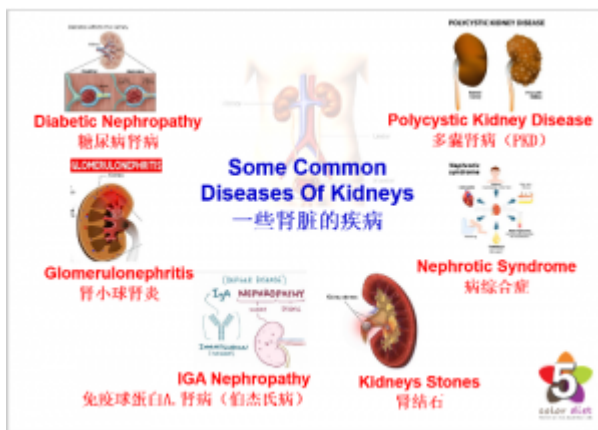 POLYCYSTIC KIDNEY DISEASE
Diabetic Nephropathy
糖尿病肾病
Polycystic Kidney Disease
多囊肾病（PKD）
GLOMERULONEPHRITIS
Some Common
Diseases Of Kidneys
一些肾脏的疾病
Nephrotic
syndrome
Glomerulonephritis
肾小球肾炎
Nephrotic Syndrome
病综合症
IgA NEPHROPATHY
IGA Nephropathy
免疫球蛋白A.肾病（伯杰氏病）
Kidneys Stones
肾结石
5
color diet